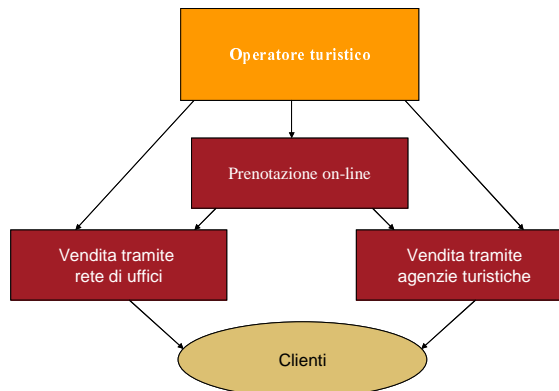 Operatore turistico
Prenotazione on-line
Vendita tramite
rete di uffici
Vendita tramite
agenzie turistiche
Clienti